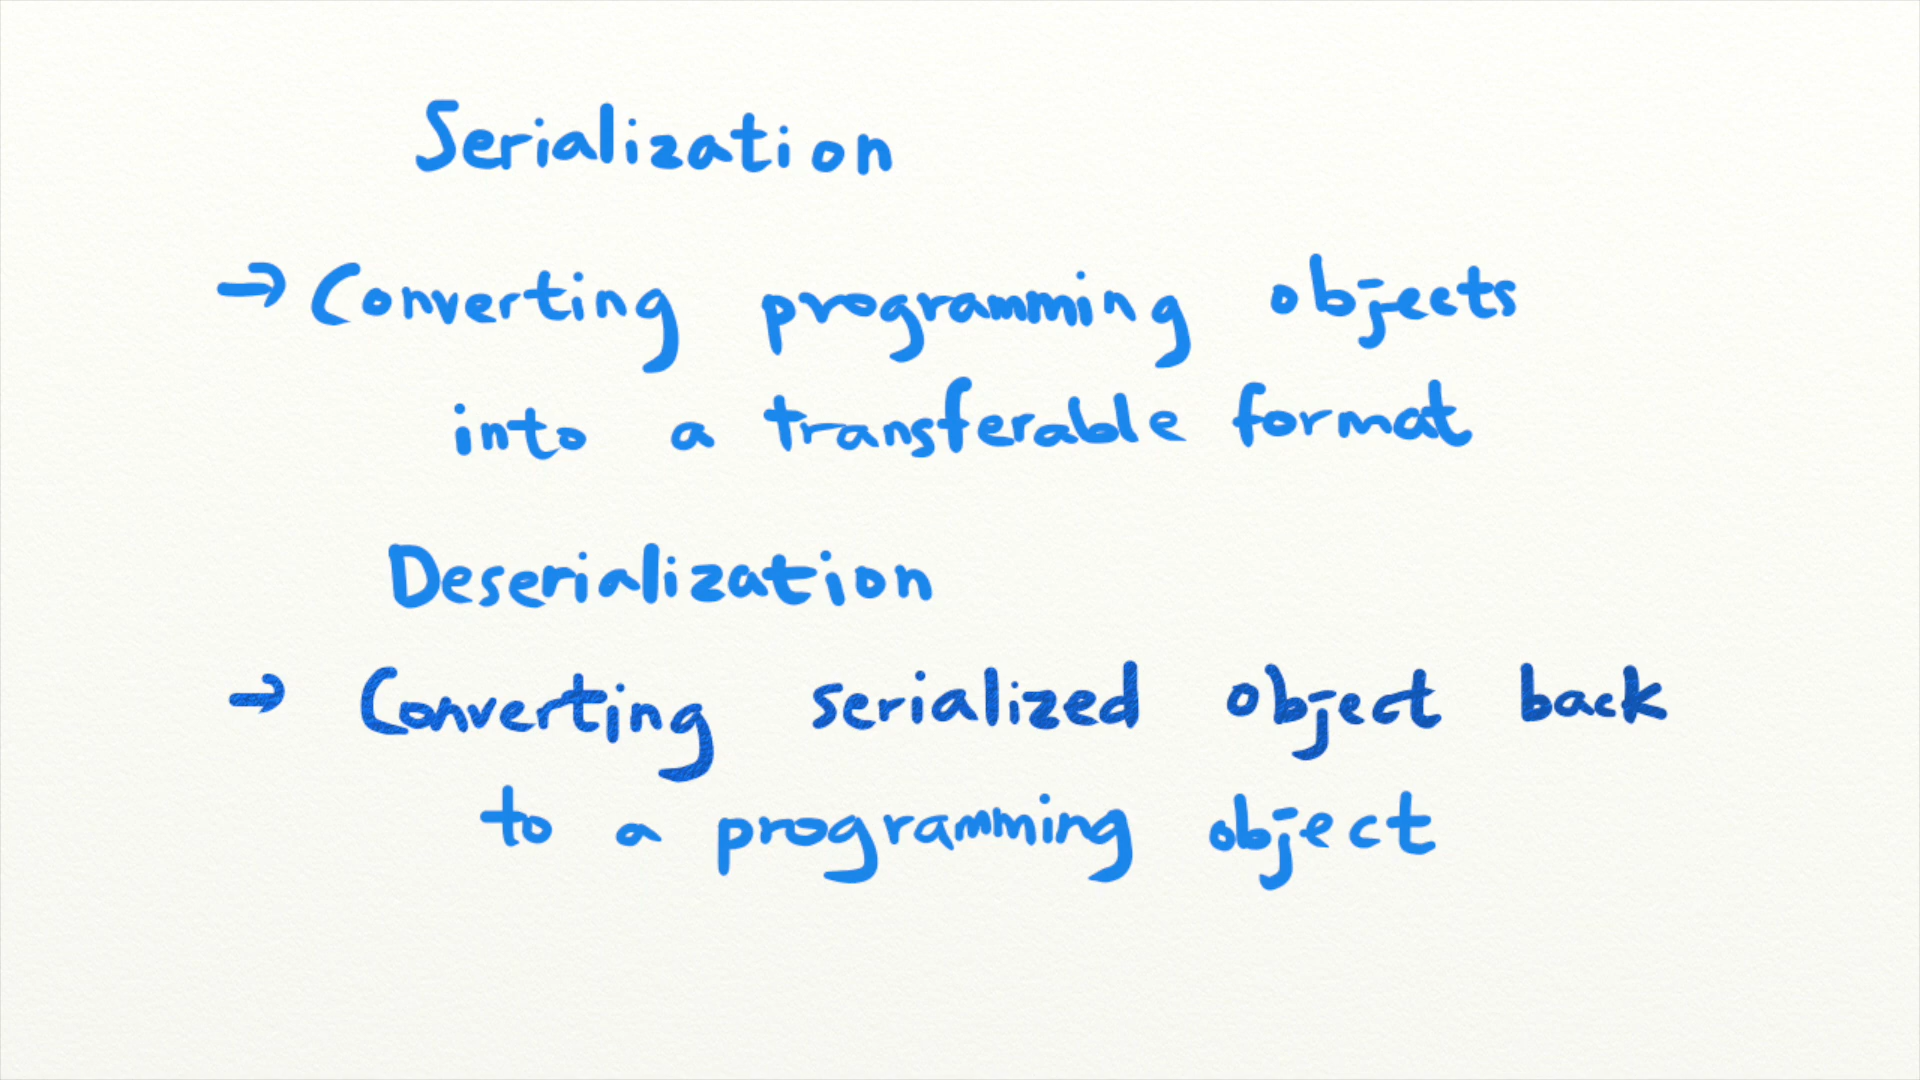 Serialization
→ Converting programming objects
into a transferable format
Deserialization
→ Converting serialized object back
to a programming object